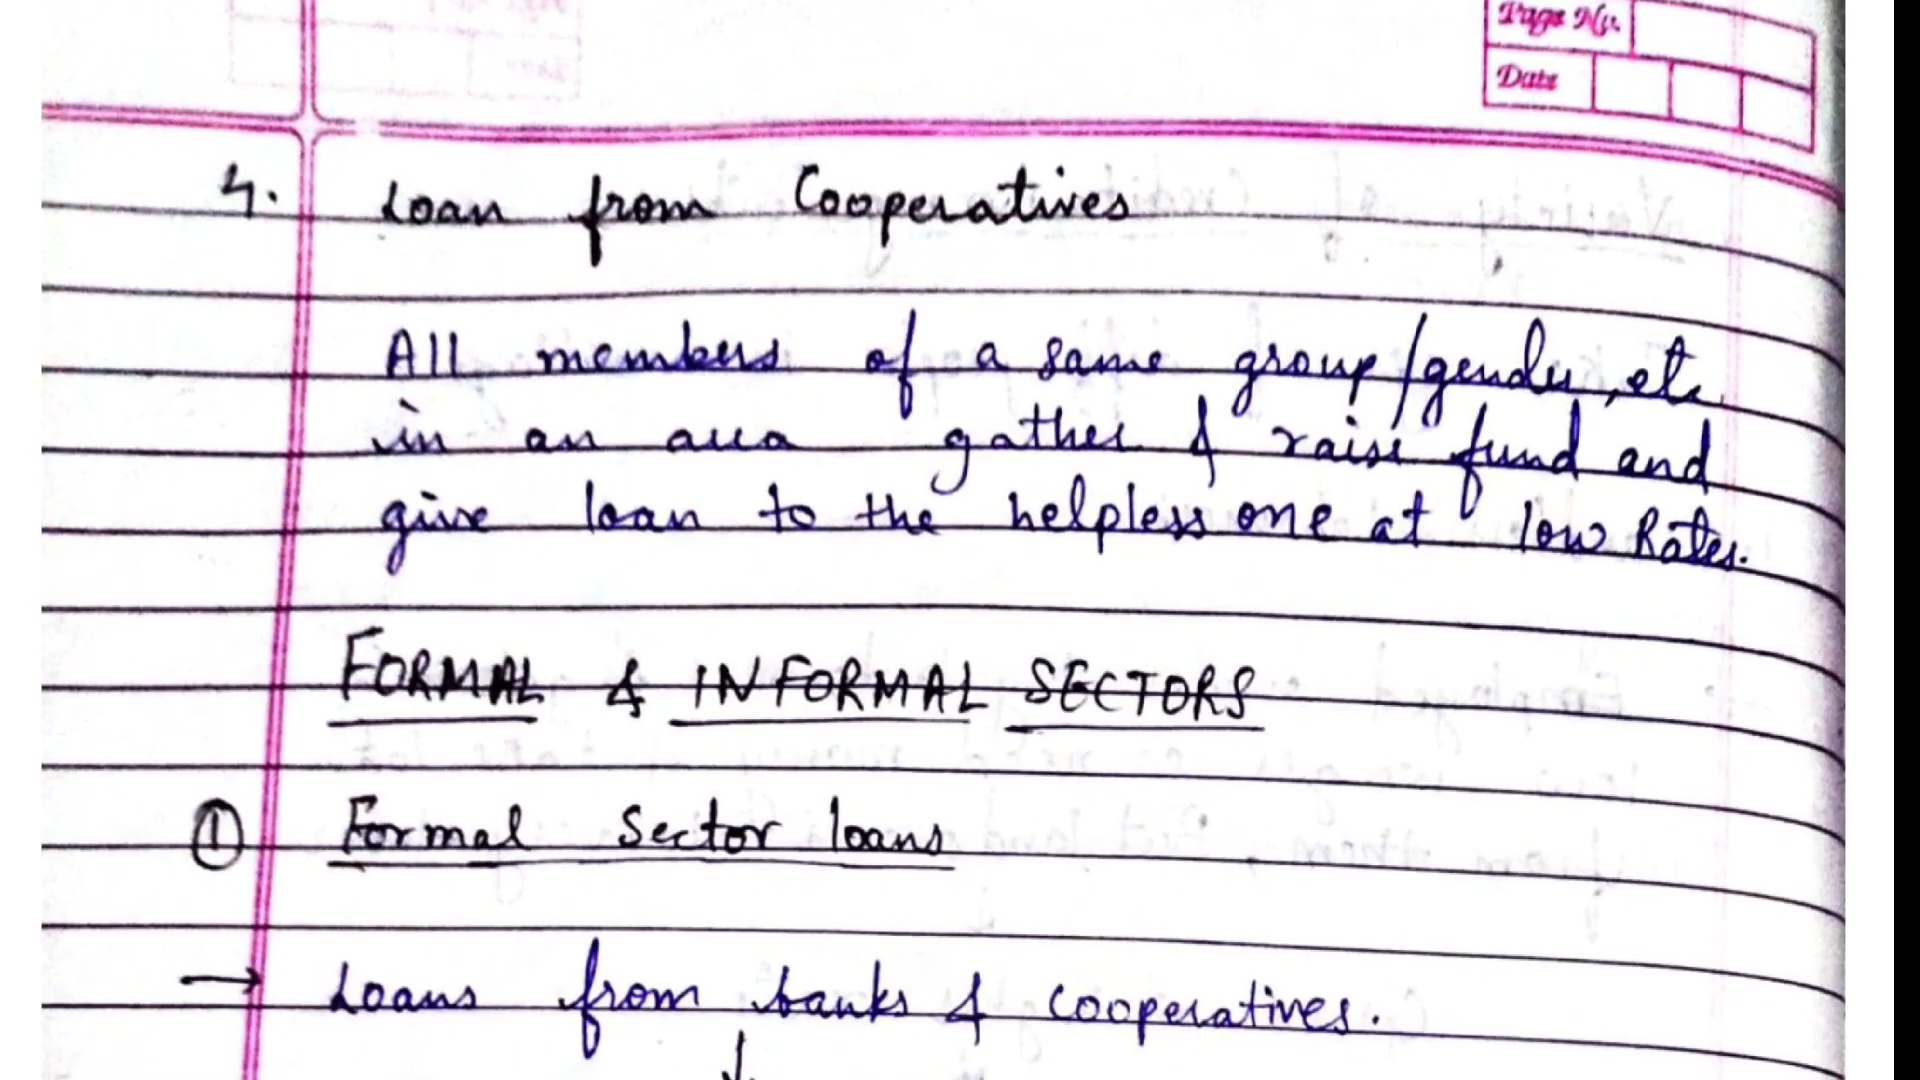 Page No.
Date
4. Loan from Cooperatives
All members of a same group/gender, etc.
in an area gather & raise fund and
give loan to the helpless one at low Rates.
FORMAL & INFORMAL SECTORS
① Formal Sector loans
→ Loans from banks & cooperatives.
↓